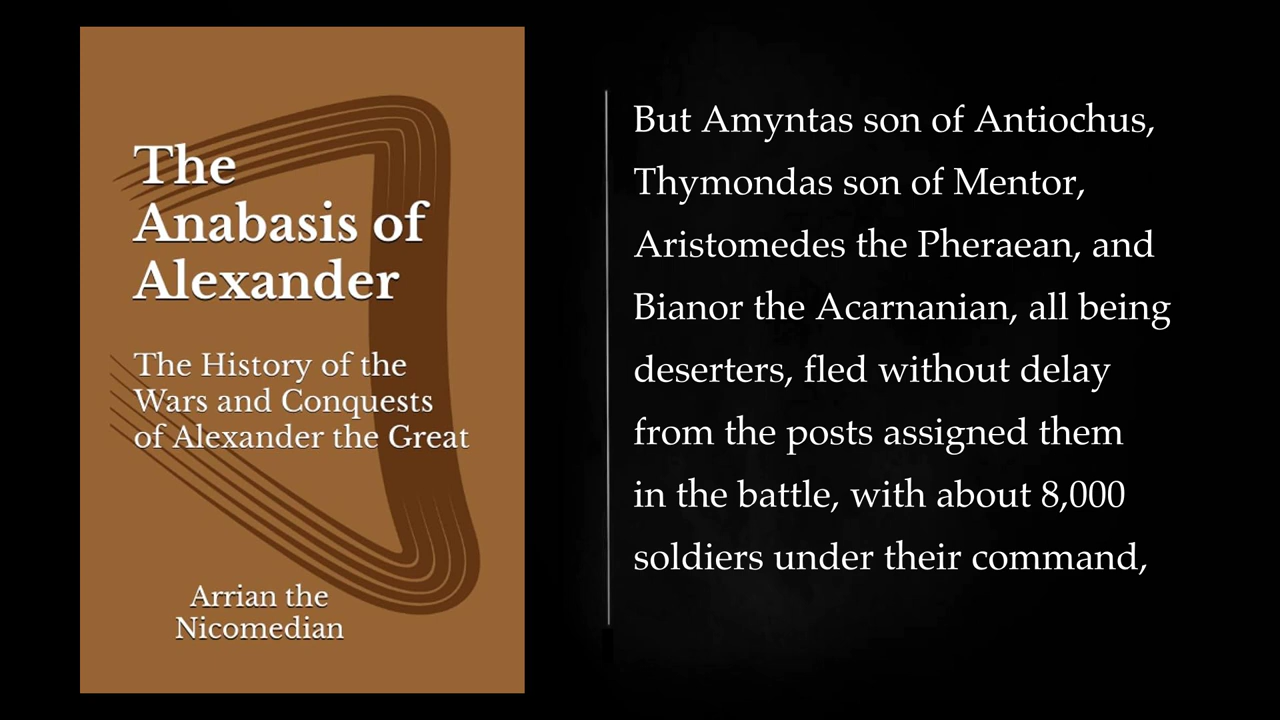 The
Anabasis of
Alexander
The History of the
Wars and Conquests
of Alexander the Great
Arrian the
Nicomedian
But Amyntas son of Antiochus,
Thymondas son of Mentor,
Aristomedes the Pheraean, and
Bianor the Acarnanian, all being
deserters, fled without delay
from the posts assigned them
in the battle, with about 8,000
soldiers under their command,